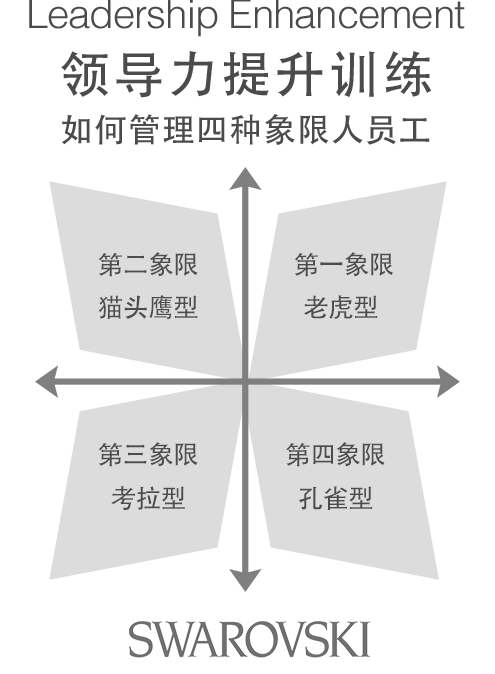 Leadership Enhancement
领导力提升训练
如何管理四种象限人员工
第二象限
猫头鹰型
第一象限
老虎型
第三象限
考拉型
第四象限
孔雀型
SWAROVSKI